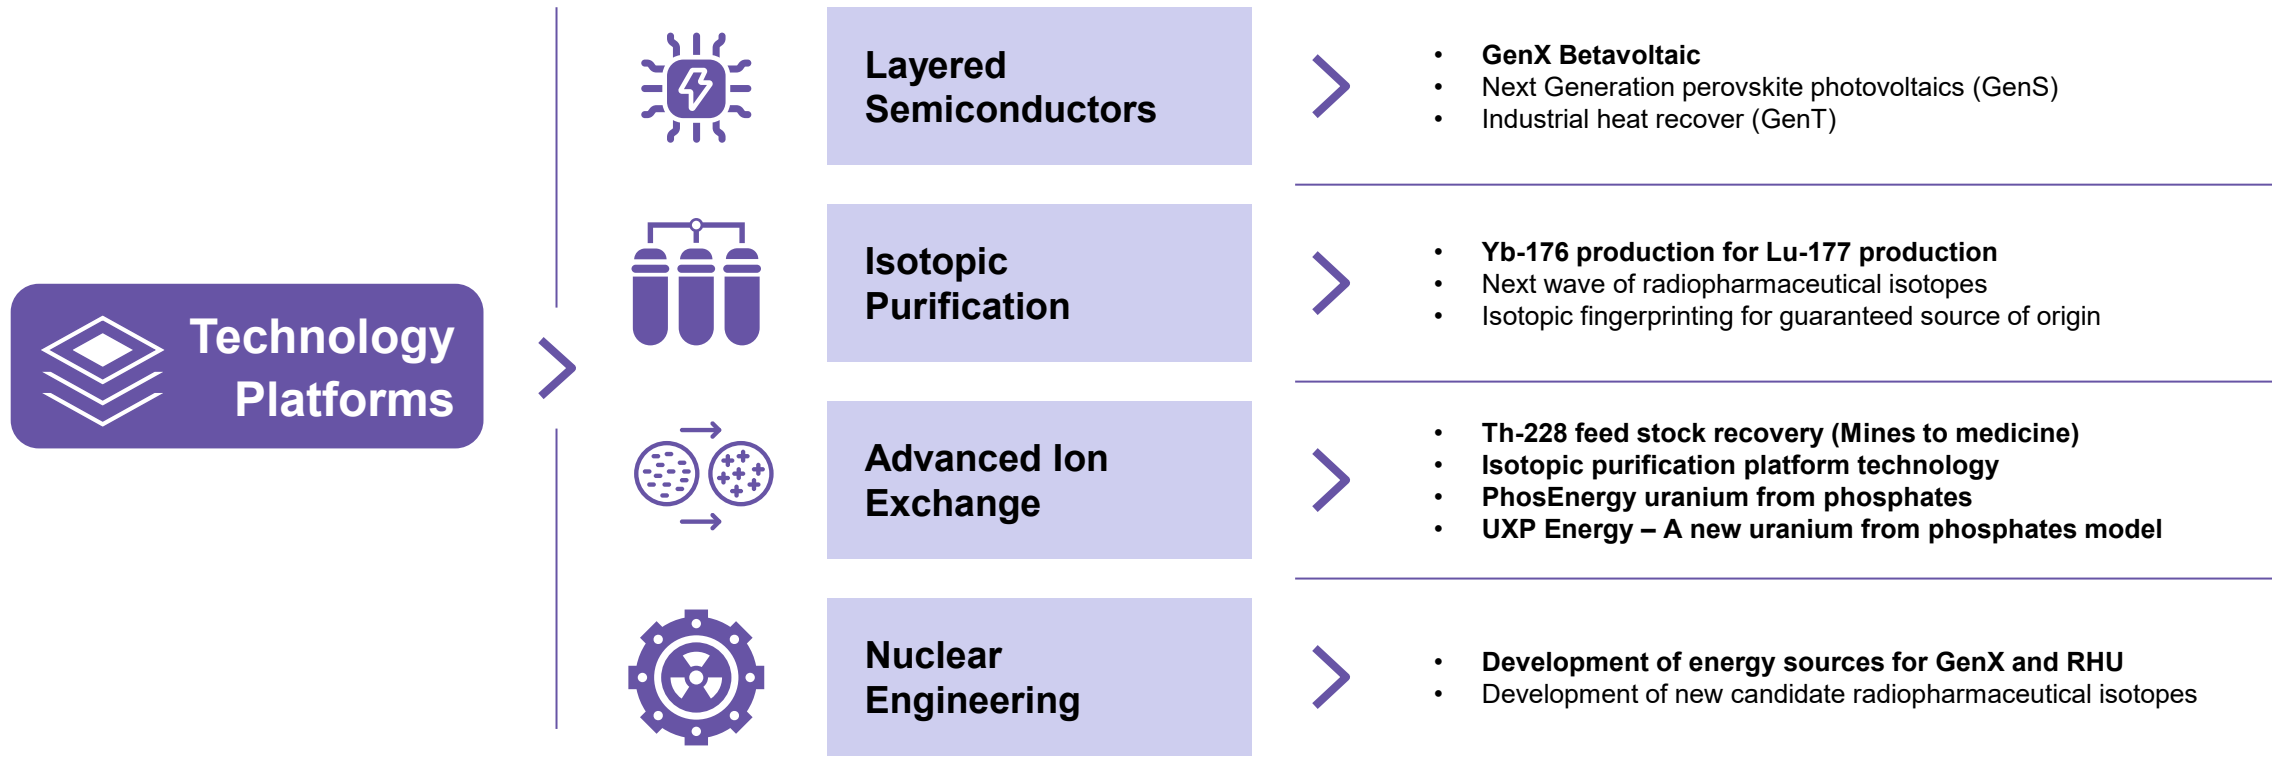 Technology
Platforms
Layered
Semiconductors
• GenX Betavoltaic
• Next Generation perovskite photovoltaics (GenS)
• Industrial heat recover (GenT)
Isotopic
Purification
• Yb-176 production for Lu-177 production
• Next wave of radiopharmaceutical isotopes
• Isotopic fingerprinting for guaranteed source of origin
Advanced Ion
Exchange
• Th-228 feed stock recovery (Mines to medicine)
• Isotopic purification platform technology
• PhosEnergy uranium from phosphates
• UXP Energy – A new uranium from phosphates model
Nuclear
Engineering
• Development of energy sources for GenX and RHU
• Development of new candidate radiopharmaceutical isotopes